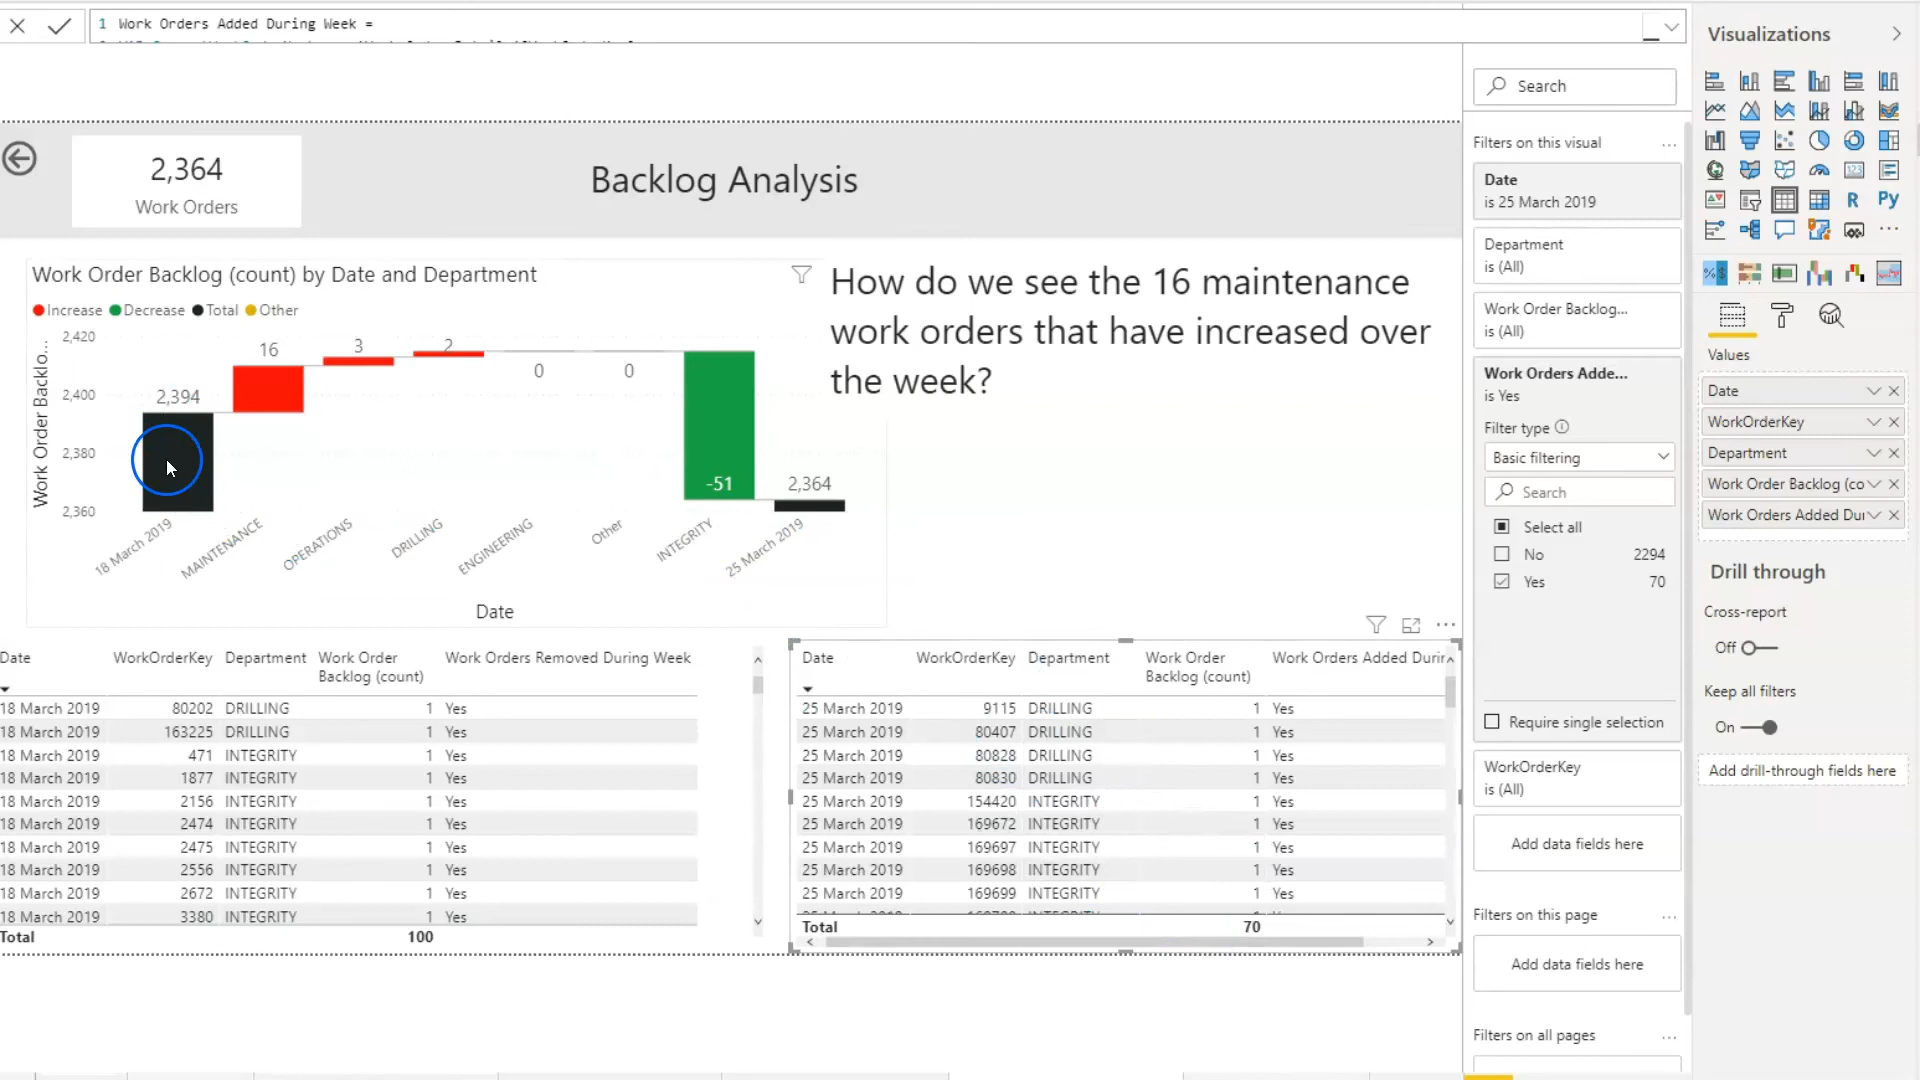 1 Work Orders Added During Week =
Visualizations
Search
2,364
Work Orders
Backlog Analysis
Filters on this visual
...
Date
is 25 March 2019
Department
is (All)
Work Order Backlog...
is (All)
Work Orders Adde...
is Yes
Filter type
Basic filtering
Search
Select all
No 2294
Yes 70
Require single selection
WorkOrderKey
is (All)
Add data fields here
Filters on this page
...
Add data fields here
Filters on all pages
...
R Py
123
...
Values
Date
WorkOrderKey
Department
Work Order Backlog (co
Work Orders Added Dur
Drill through
Cross-report
Off
Keep all filters
On
Add drill-through fields here
Work Order Backlog (count) by Date and Department
Increase Decrease Total Other
Work Order Backlo...
2,420
2,400
2,380
2,360
2,394
16
3
2
0
0
-51
2,364
18 March 2019
MAINTENANCE
OPERATIONS
DRILLING
ENGINEERING
Other
INTEGRITY
25 March 2019
Date
How do we see the 16 maintenance
work orders that have increased over
the week?
...
Date WorkOrderKey Department Work Order Backlog (count) Work Orders Removed During Week
18 March 2019 80202 DRILLING 1 Yes
18 March 2019 163225 DRILLING 1 Yes
18 March 2019 471 INTEGRITY 1 Yes
18 March 2019 1877 INTEGRITY 1 Yes
18 March 2019 2156 INTEGRITY 1 Yes
18 March 2019 2474 INTEGRITY 1 Yes
18 March 2019 2475 INTEGRITY 1 Yes
18 March 2019 2556 INTEGRITY 1 Yes
18 March 2019 2672 INTEGRITY 1 Yes
18 March 2019 3380 INTEGRITY 1 Yes
Total 100
Date WorkOrderKey Department Work Order Backlog (count) Work Orders Added Durin
25 March 2019 9115 DRILLING 1 Yes
25 March 2019 80407 DRILLING 1 Yes
25 March 2019 80828 DRILLING 1 Yes
25 March 2019 80830 DRILLING 1 Yes
25 March 2019 154420 INTEGRITY 1 Yes
25 March 2019 169672 INTEGRITY 1 Yes
25 March 2019 169697 INTEGRITY 1 Yes
25 March 2019 169698 INTEGRITY 1 Yes
25 March 2019 169699 INTEGRITY 1 Yes
Total 70